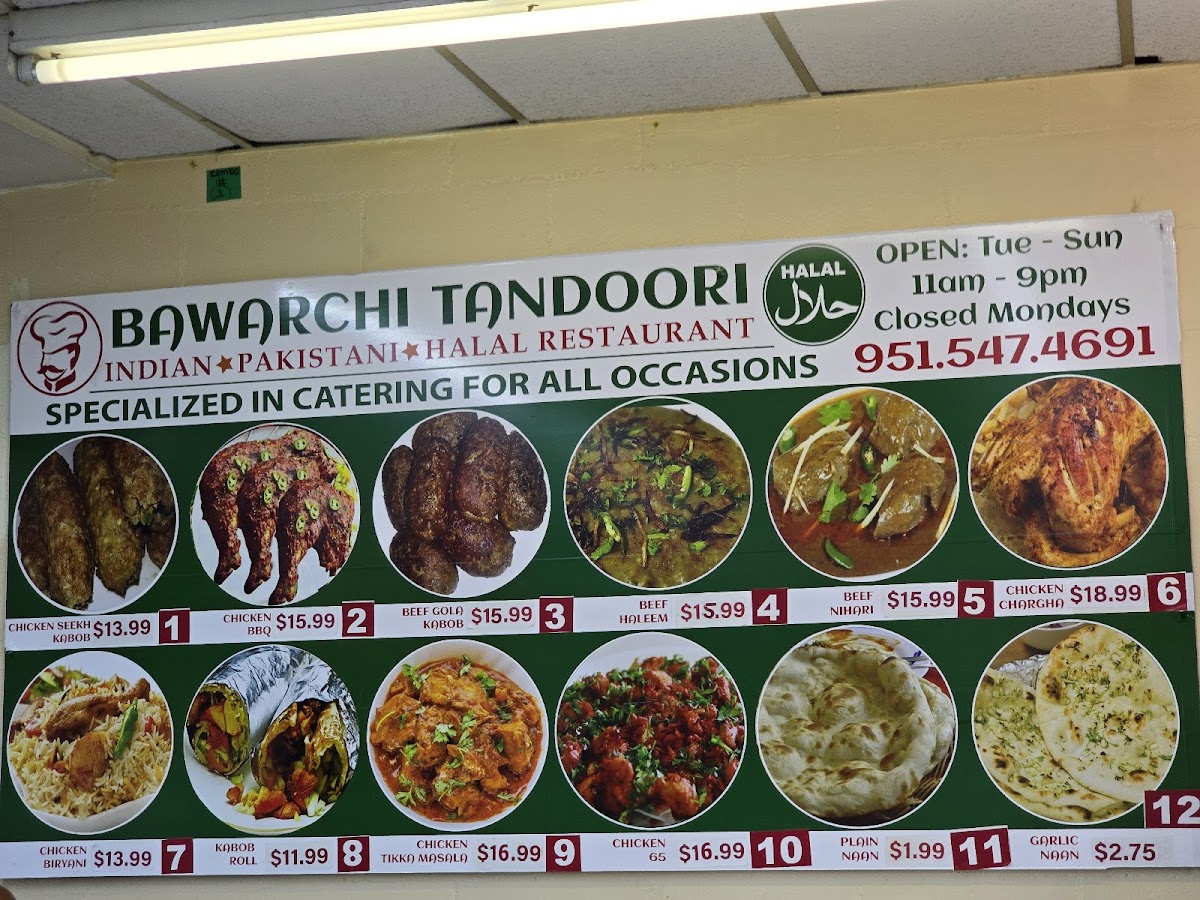 COMBO
#
1
BAWARCHI TANDOORI
INDIAN★PAKISTANI★HALAL RESTAURANT
SPECIALIZED IN CATERING FOR ALL OCCASIONS
HALAL
حلال
OPEN: Tue - Sun
11am - 9pm
Closed Mondays
951.547.4691
CHICKEN SEEKH
KABOB $13.99 1
CHICKEN
BBQ $15.99 2
BEEF GOLA
KABOB $15.99 3
BEEF
HALEEM $15.99 4
BEEF
NIHARI $15.99 5
CHICKEN
CHARGHA $18.99 6
CHICKEN
BIRYANI $13.99 7
KABOB
ROLL $11.99 8
CHICKEN
TIKKA MASALA $16.99 9
CHICKEN
65 $16.99 10
PLAIN
NAAN $1.99 11
GARLIC
NAAN $2.75 12